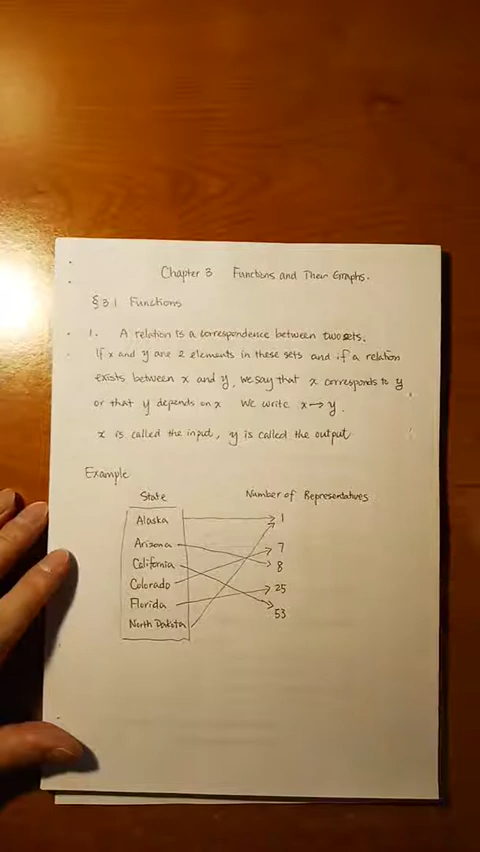 Chapter 3 Functions and Their Graphs.
§3.1 Functions
1. A relation is a correspondence between two sets.
If x and y are 2 elements in these sets and if a relation
exists between x and y, we say that x corresponds to y
or that y depends on x We write x→y.
x is called the input, y is called the output
Example
State Number of Representatives
Alaska 1
Arizona 7
California 8
Colorado 25
Florida 53
North Dakota